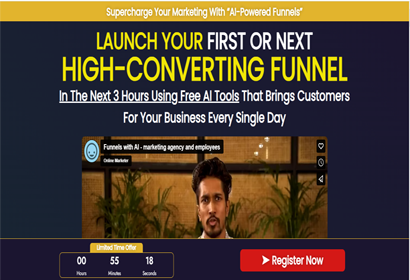 Supercharge Your Marketing With "AI-Powered Funnels"
LAUNCH YOUR FIRST OR NEXT
HIGH-CONVERTING FUNNEL
In The Next 3 Hours Using Free AI Tools That Brings Customers
For Your Business Every Single Day
Funnels with AI - marketing agency and employees
Online Marketer
Limited Time Offer
00 55 18
Hours Minutes Seconds
Register Now